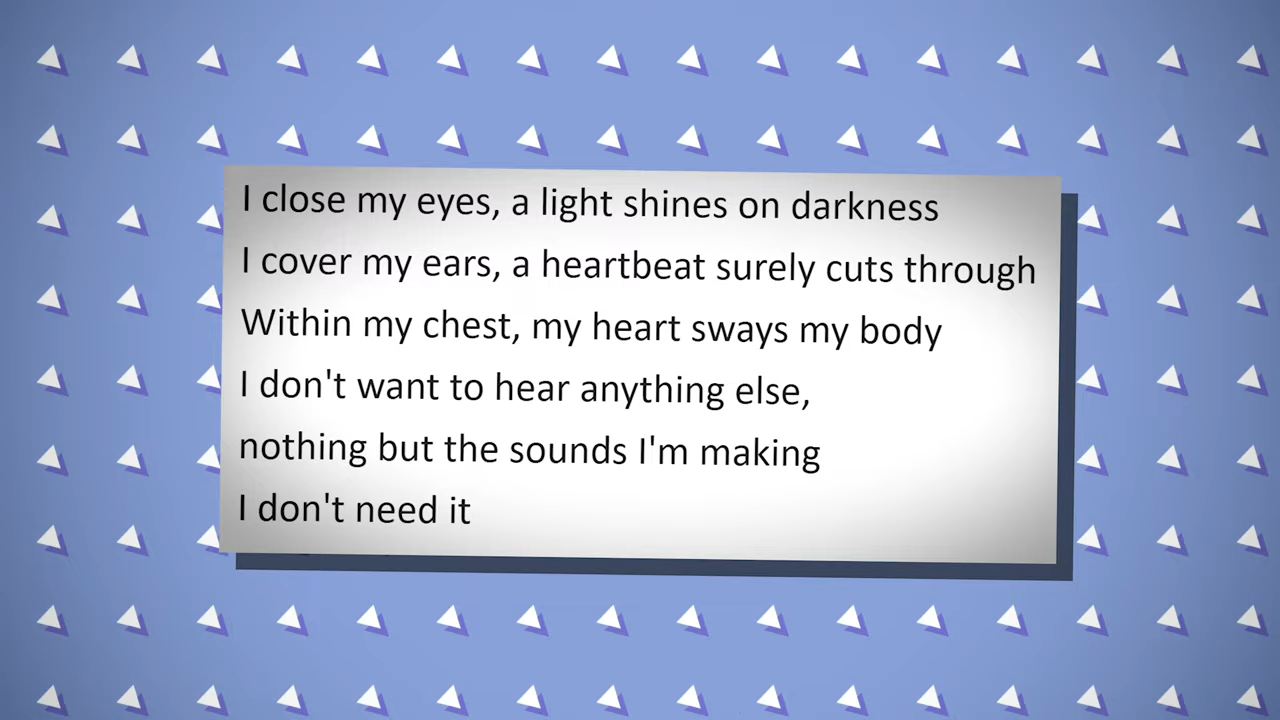 I close my eyes, a light shines on darkness
I cover my ears, a heartbeat surely cuts through
Within my chest, my heart sways my body
I don't want to hear anything else,
nothing but the sounds I'm making
I don't need it